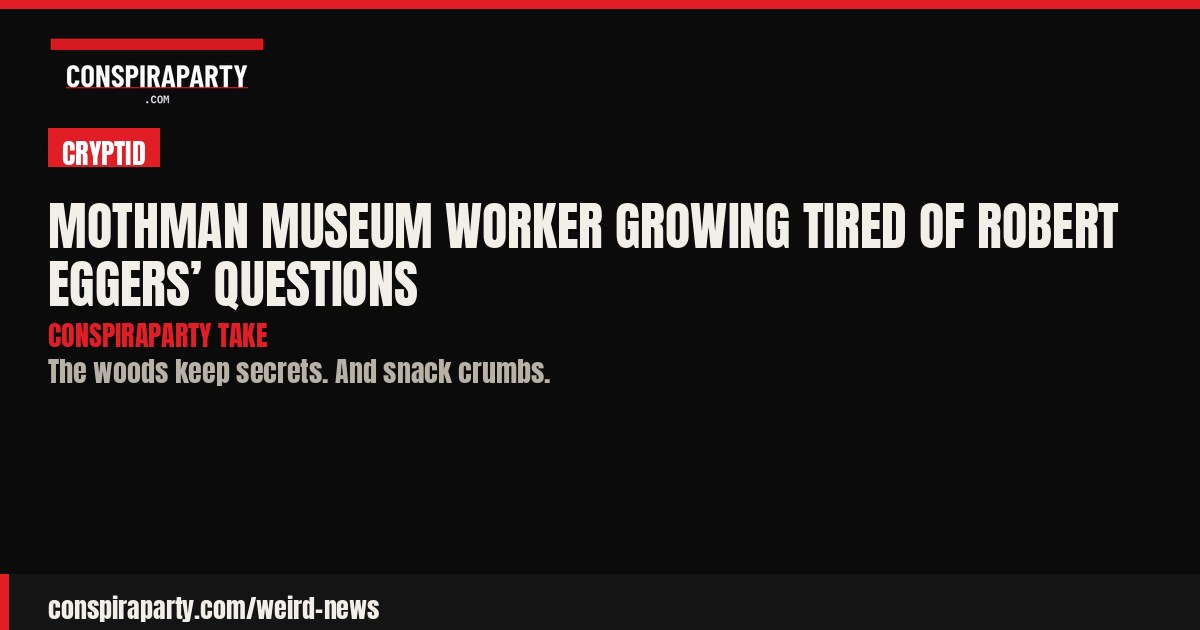 CONSPIRAPARTY
.COM
CRYPTID
MOTHMAN MUSEUM WORKER GROWING TIRED OF ROBERT
EGGERS’ QUESTIONS
CONSPIRAPARTY TAKE
The woods keep secrets. And snack crumbs.
conspiraparty.com/weird-news